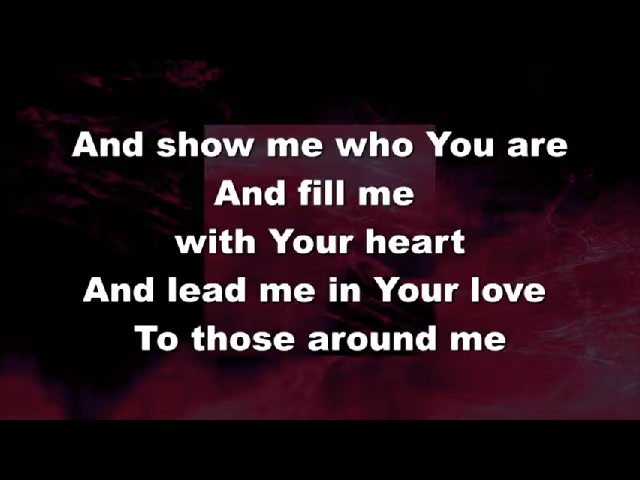 And show me who You are
And fill me
with Your heart
And lead me in Your love
To those around me